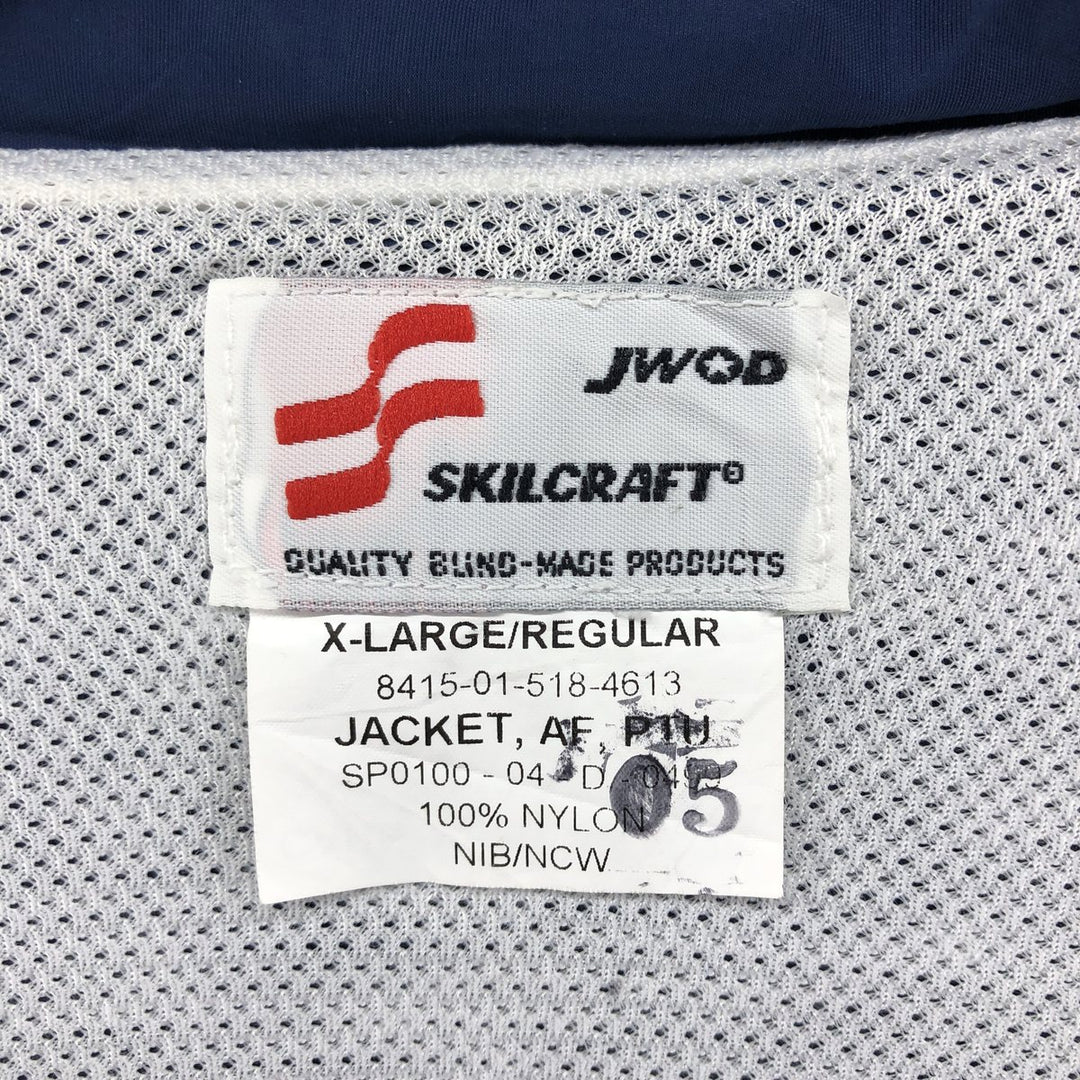 JWOD
SKILCRAFT®
QUALITY BLIND-MADE PRODUCTS
X-LARGE/REGULAR
8415-01-518-4613
JACKET, AF, PTU
SP0100 - 04 - D - 0499
05
100% NYLON
NIB/NCW